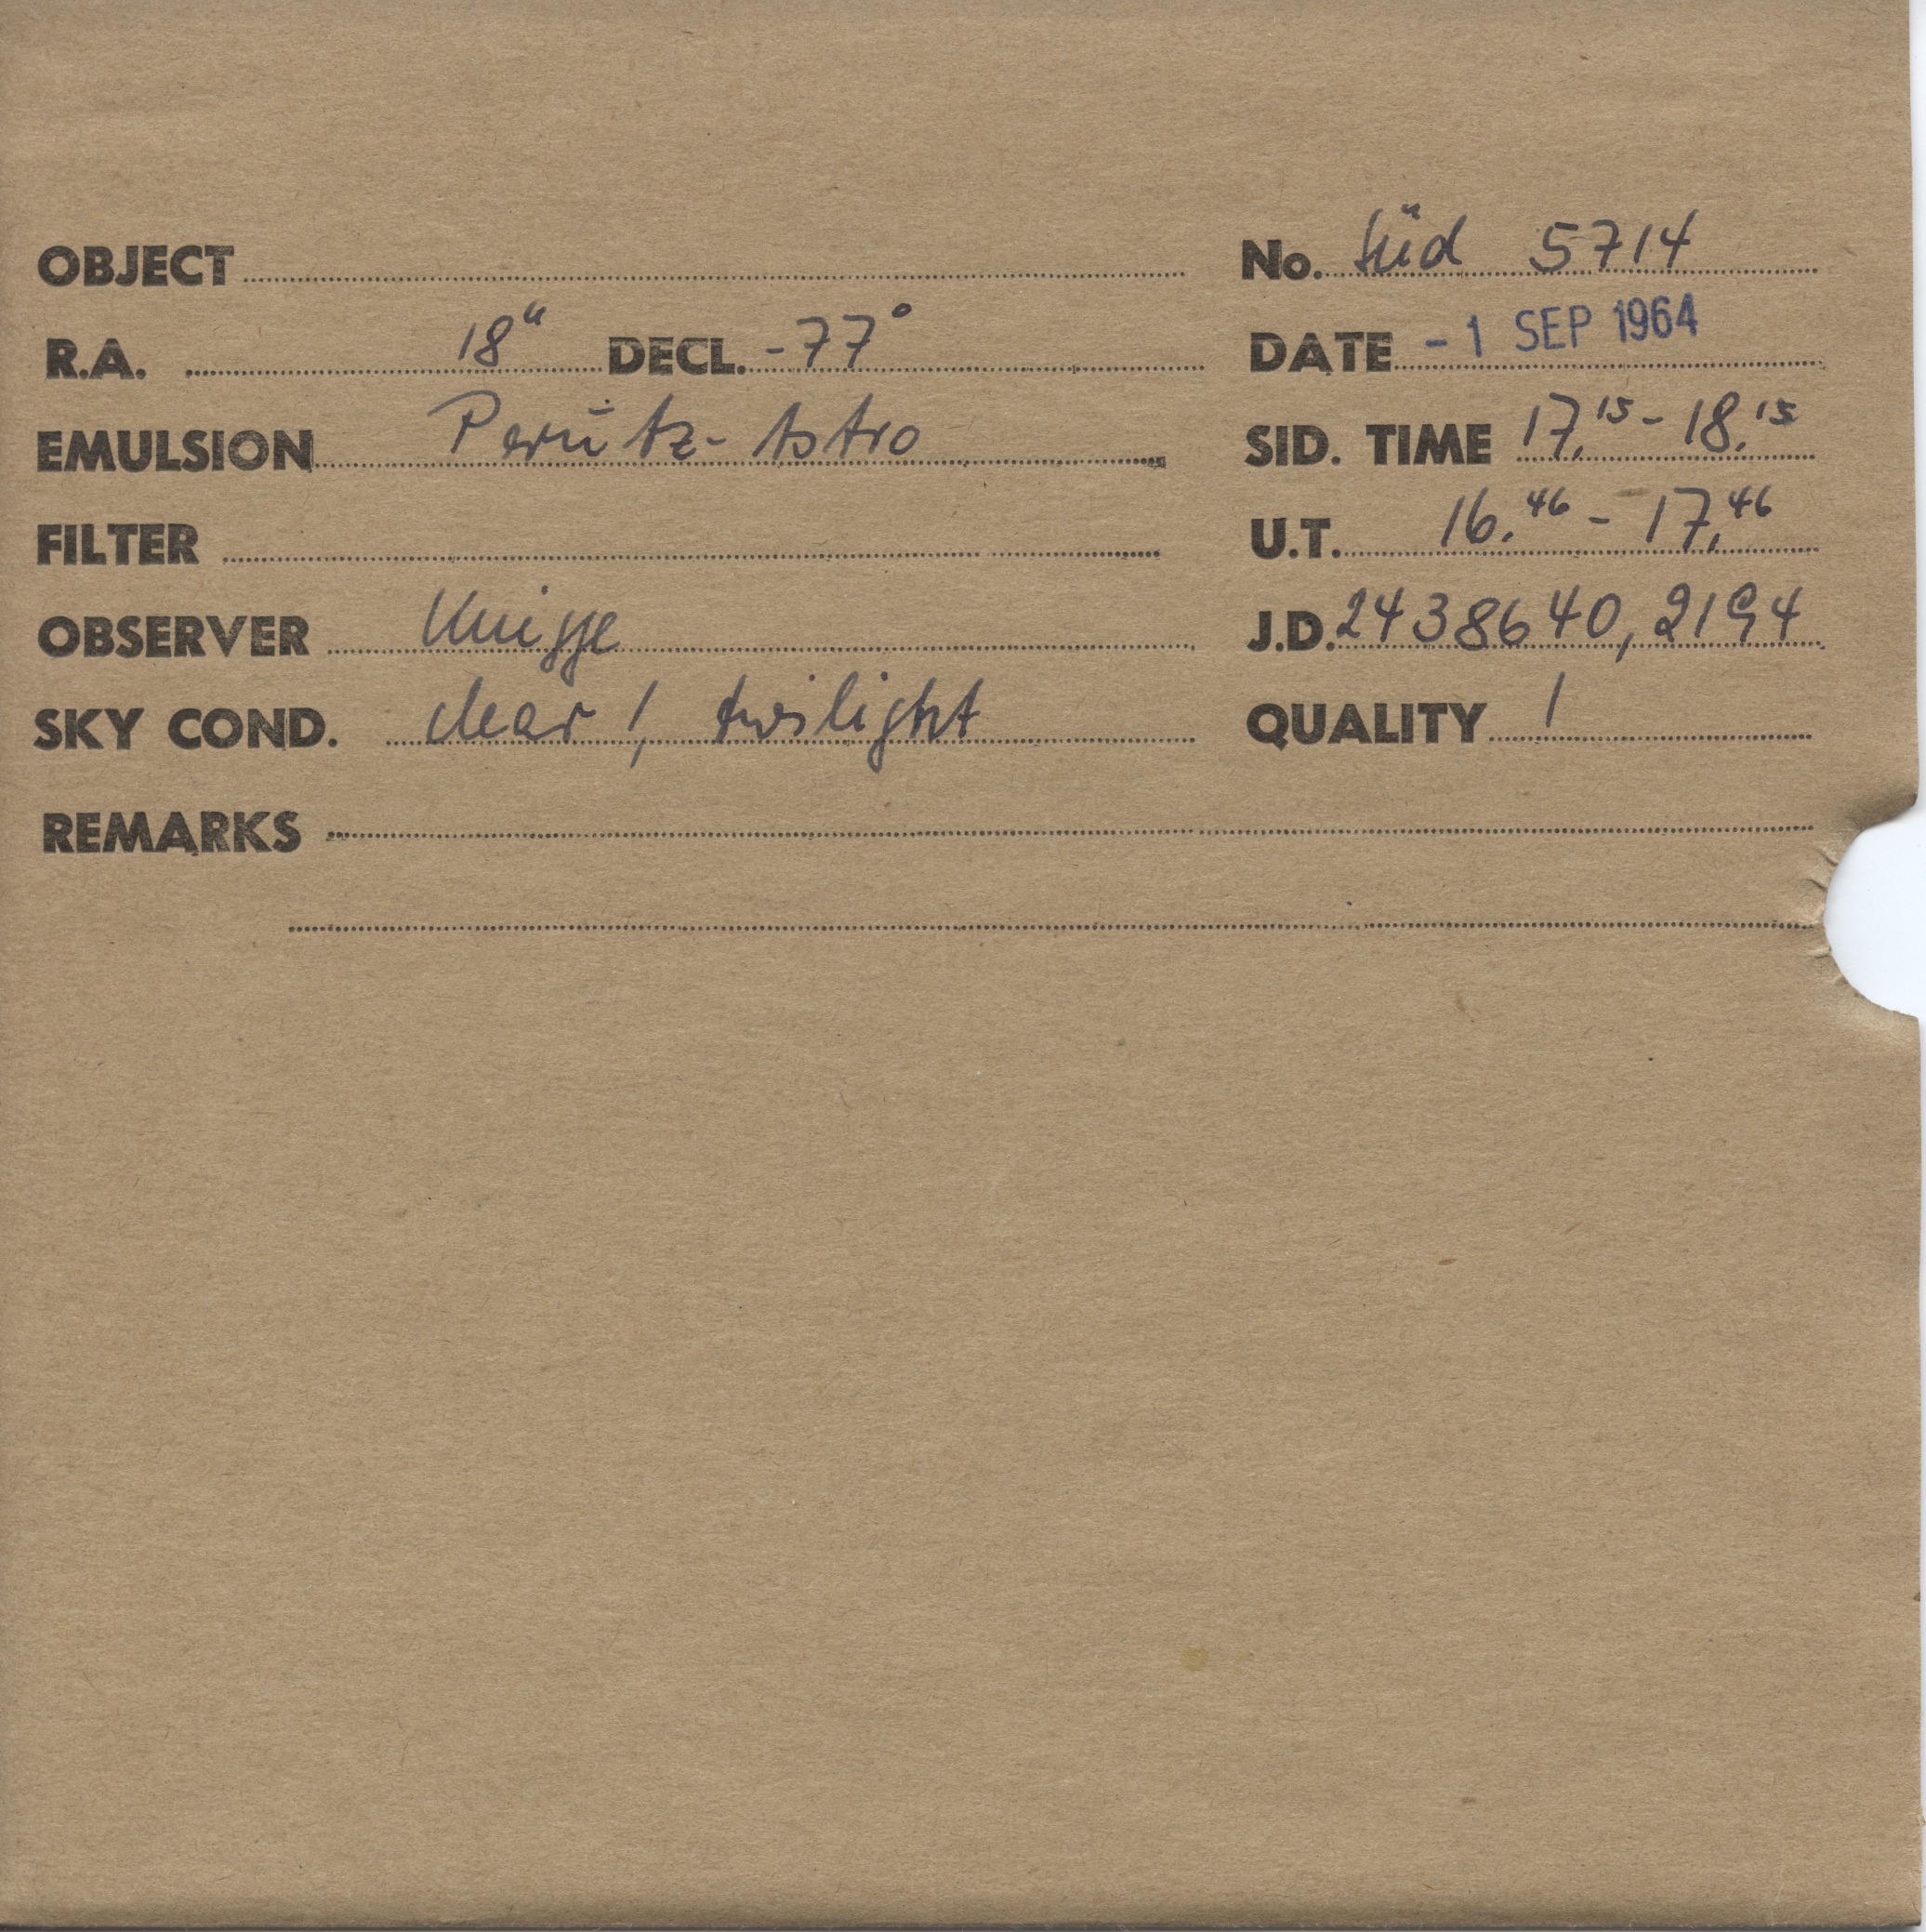 OBJECT No. Süd 5714
R.A. 18h DECL. -77° DATE - 1 SEP 1964
EMULSION Perutz-Astro SID. TIME 17,15 - 18,15
FILTER U.T. 16.46 - 17,46
OBSERVER Knigge J.D. 2438640,2194
SKY COND. clear 1, twilight QUALITY 1
REMARKS